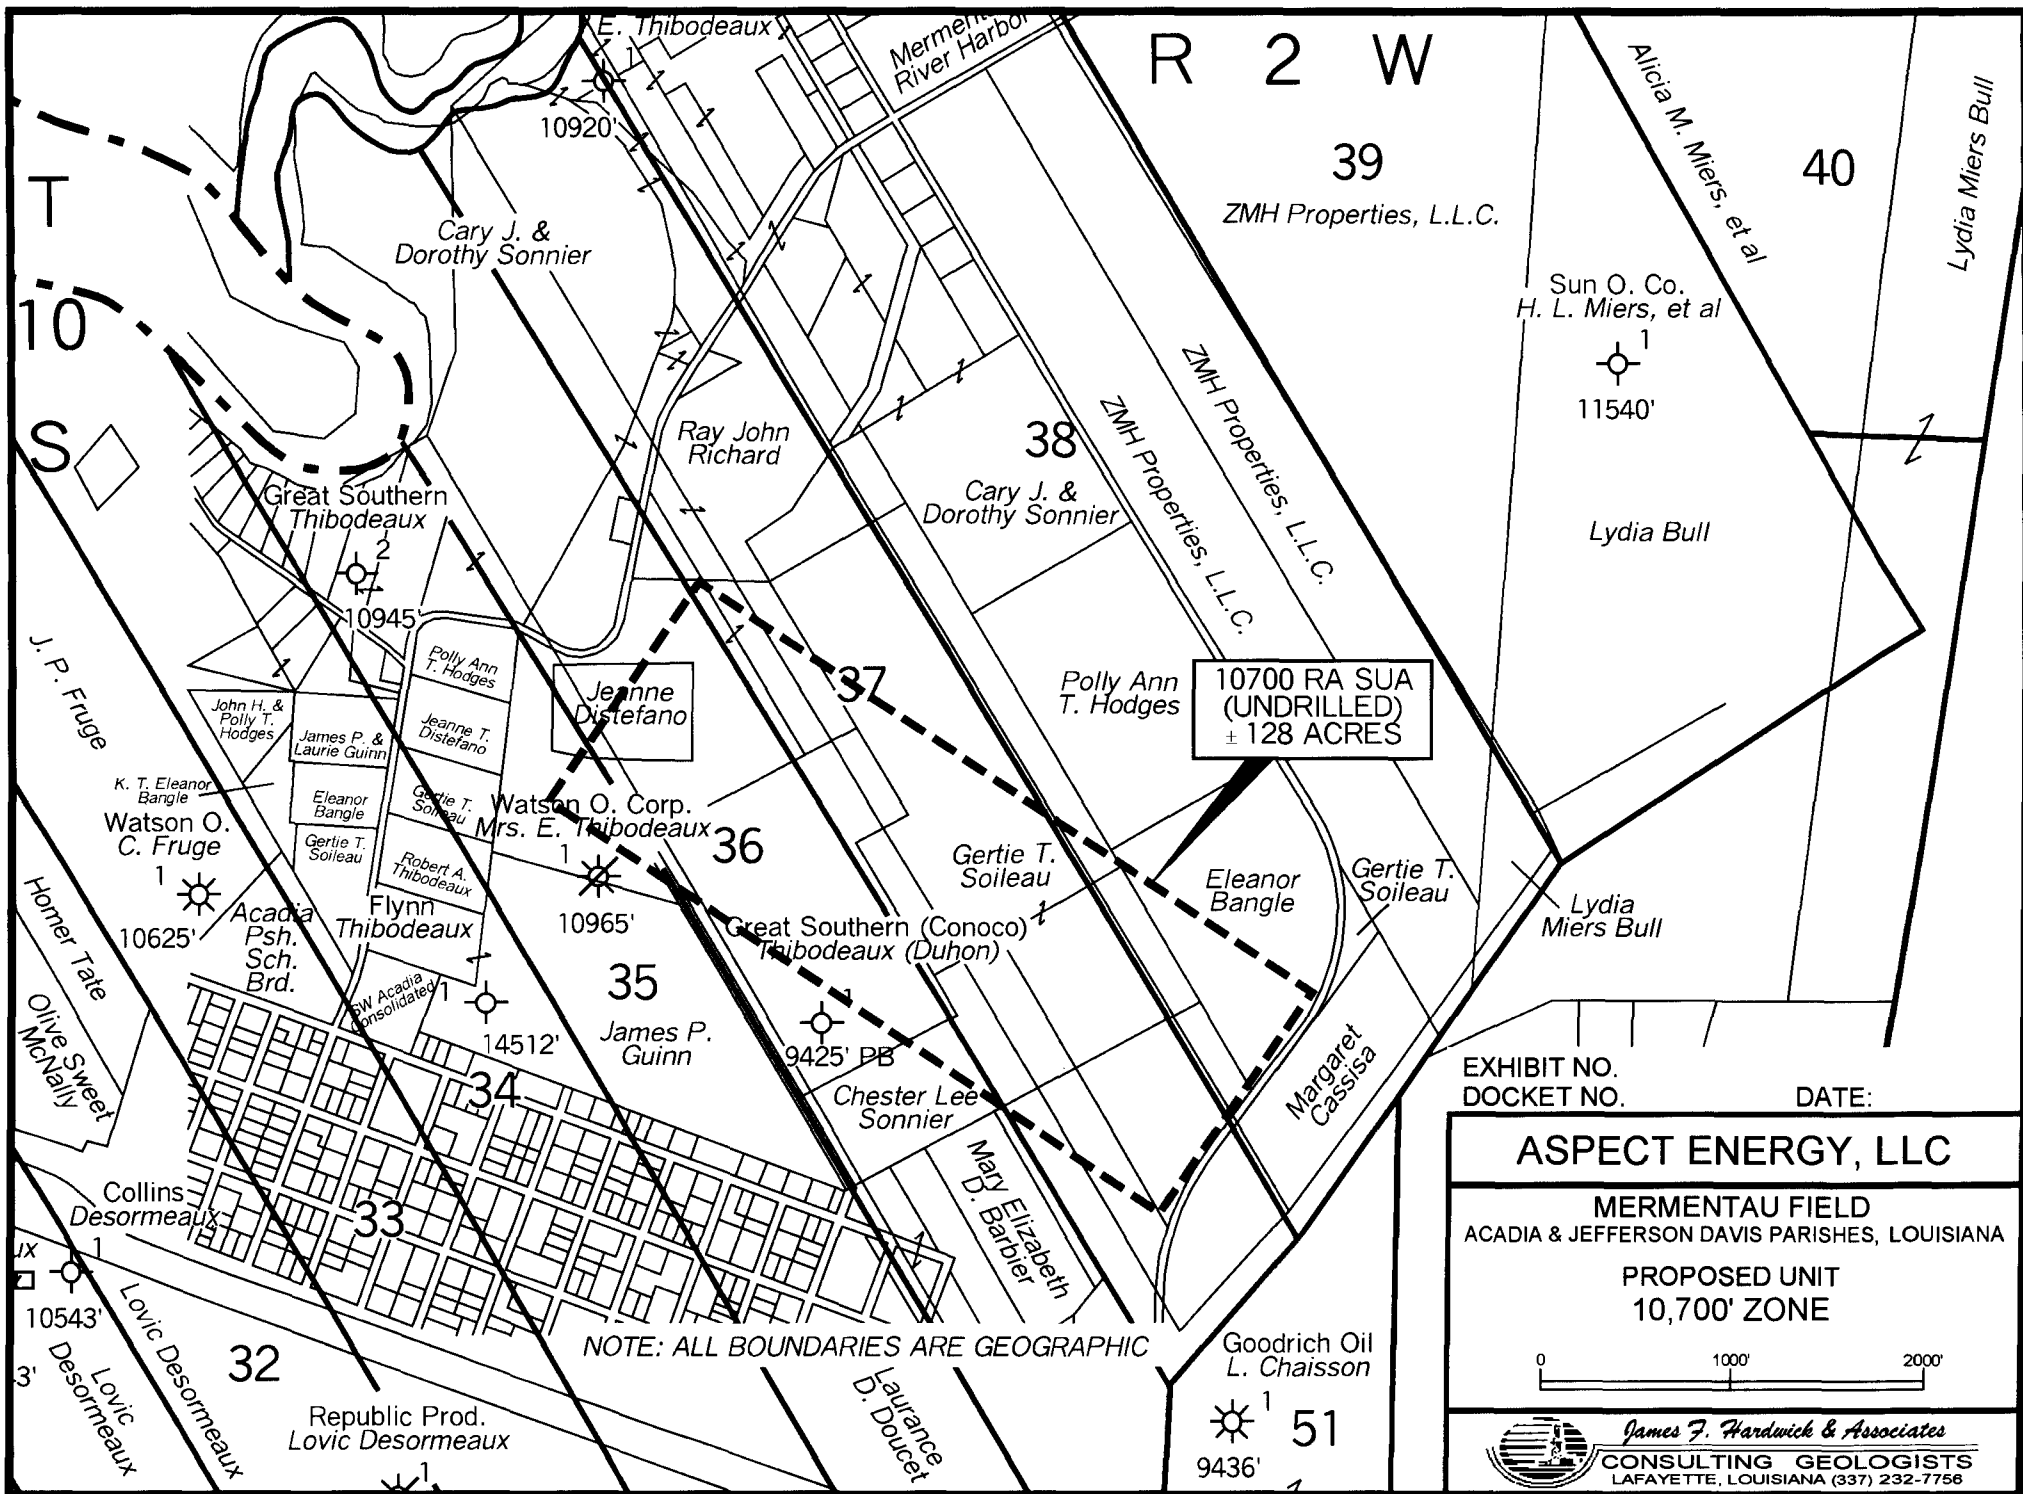 E. Thibodeaux
1
10920'
River Harbor
R 2 W
39
ZMH Properties, L.L.C.
Alicia M. Miers, et al
40
Lydia Miers Bull
T
10
S
Cary J. &
Dorothy Sonnier
Sun O. Co.
H. L. Miers, et al
1
11540'
ZMH Properties, L.L.C.
ZMH Properties, L.L.C.
Ray John
Richard
38
Cary J. &
Dorothy Sonnier
Lydia Bull
Great Southern
Thibodeaux
2
10945'
J. P. Fruge
Polly Ann
T. Hodges
Jeanne
Distefano
37
Polly Ann
T. Hodges
10700 RA SUA
(UNDRILLED)
± 128 ACRES
John H. &
Polly T.
Hodges
James P. &
Laurie Guinn
Jeanne T.
Distefano
K. T. Eleanor
Bangle
Eleanor
Bangle
Gertie T.
Soileau
Watson O. Corp.
Mrs. E. Thibodeaux
1
10965'
36
Watson O.
C. Fruge
1
10625'
Gertie T.
Soileau
Robert A.
Thibodeaux
Gertie T.
Soileau
Eleanor
Bangle
Gertie T.
Soileau
Lydia
Miers Bull
Homer Tate
Acadia
Psh.
Sch.
Brd.
Flynn
Thibodeaux
1
14512'
SW Acadia
Consolidated
Great Southern (Conoco)
Thibodeaux (Duhon)
1
9425' PB
35
James P.
Guinn
Olive Sweet
McNally
34
Chester Lee
Sonnier
Margaret
Cassisa
Mary Elizabeth
D. Barbier
Collins
Desormeaux
1
10543'
ux
33
3'
Lovic
Desormeaux
Lovic Desormeaux
32
NOTE: ALL BOUNDARIES ARE GEOGRAPHIC
Republic Prod.
Lovic Desormeaux
1
Laurance
D. Doucet
Goodrich Oil
L. Chaisson
1
9436'
51
EXHIBIT NO.
DOCKET NO. DATE:
ASPECT ENERGY, LLC
MERMENTAU FIELD
ACADIA & JEFFERSON DAVIS PARISHES, LOUISIANA
PROPOSED UNIT
10,700' ZONE
0 1000' 2000'
James F. Hardwick & Associates
CONSULTING GEOLOGISTS
LAFAYETTE, LOUISIANA (337) 232-7756